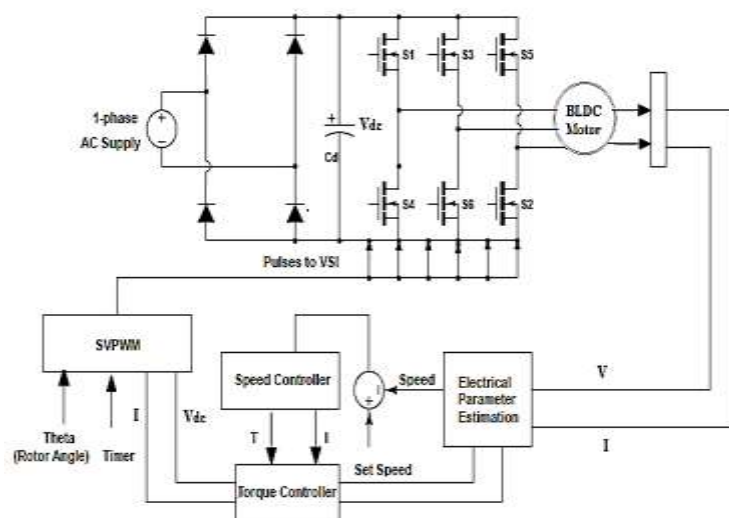 S1
S3
S5
1-phase
AC Supply
+
−
+
Vdc
Cd
BLDC
Motor
S4
S6
S2
Pulses to VSI
SVPWM
Speed Controller
Speed
+
Electrical
Parameter
Estimation
V
I
Theta
(Rotor Angle)
Timer
I
Vdc
T
I
Set Speed
Torque Controller